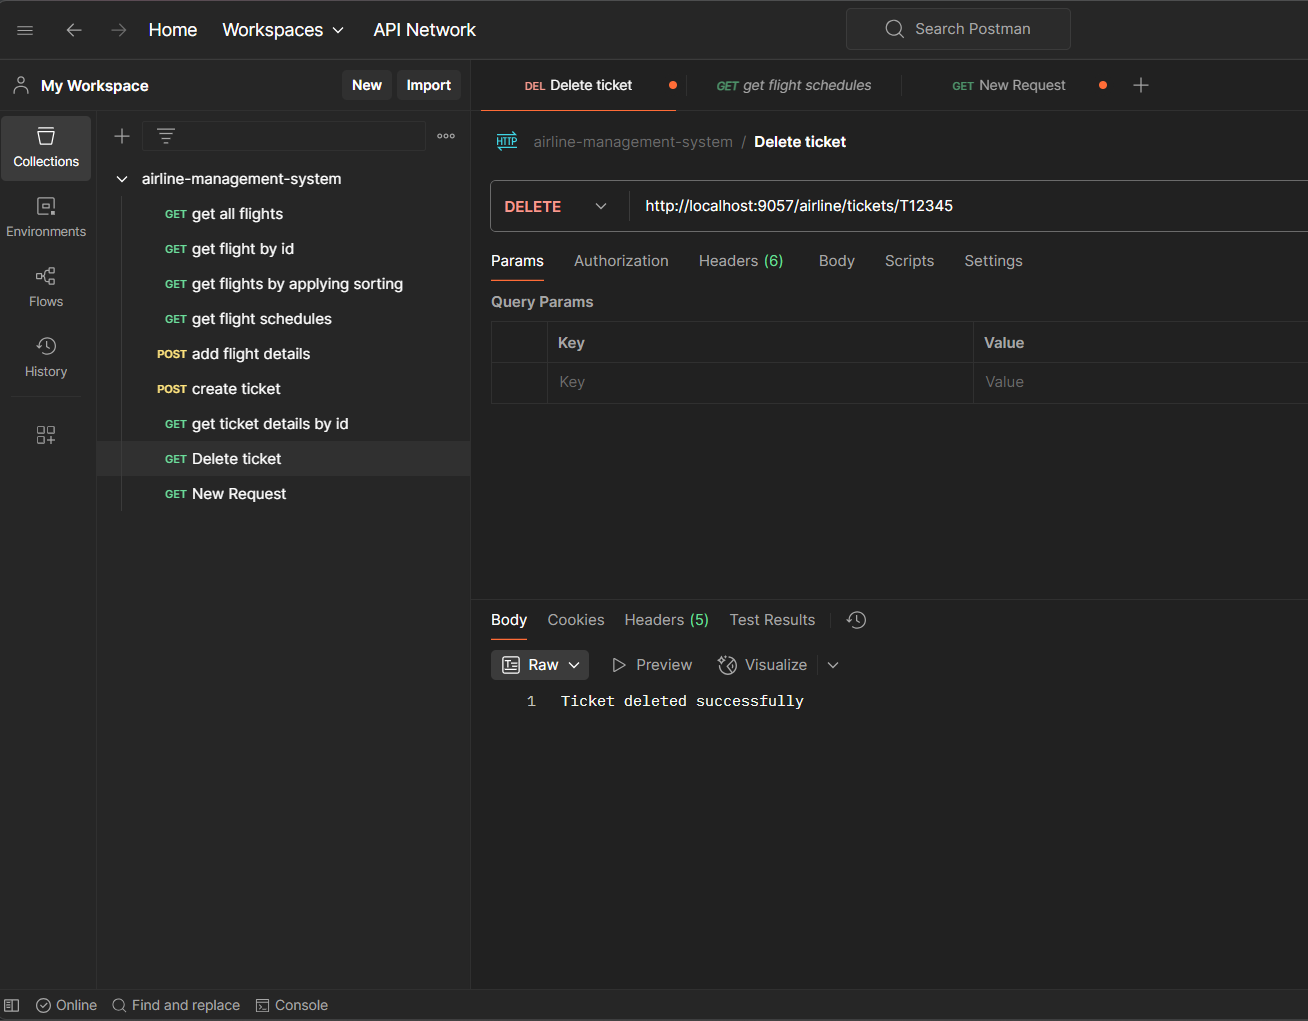 Home Workspaces API Network Search Postman
My Workspace New Import
DEL Delete ticket GET get flight schedules GET New Request
Collections
Environments
Flows
History
airline-management-system
GET get all flights
GET get flight by id
GET get flights by applying sorting
GET get flight schedules
POST add flight details
POST create ticket
GET get ticket details by id
GET Delete ticket
GET New Request
HTTP airline-management-system / Delete ticket
DELETE http://localhost:9057/airline/tickets/T12345
Params Authorization Headers (6) Body Scripts Settings
Query Params
Key Value
Key Value
Body Cookies Headers (5) Test Results
Raw Preview Visualize
1 Ticket deleted successfully
Online Find and replace Console